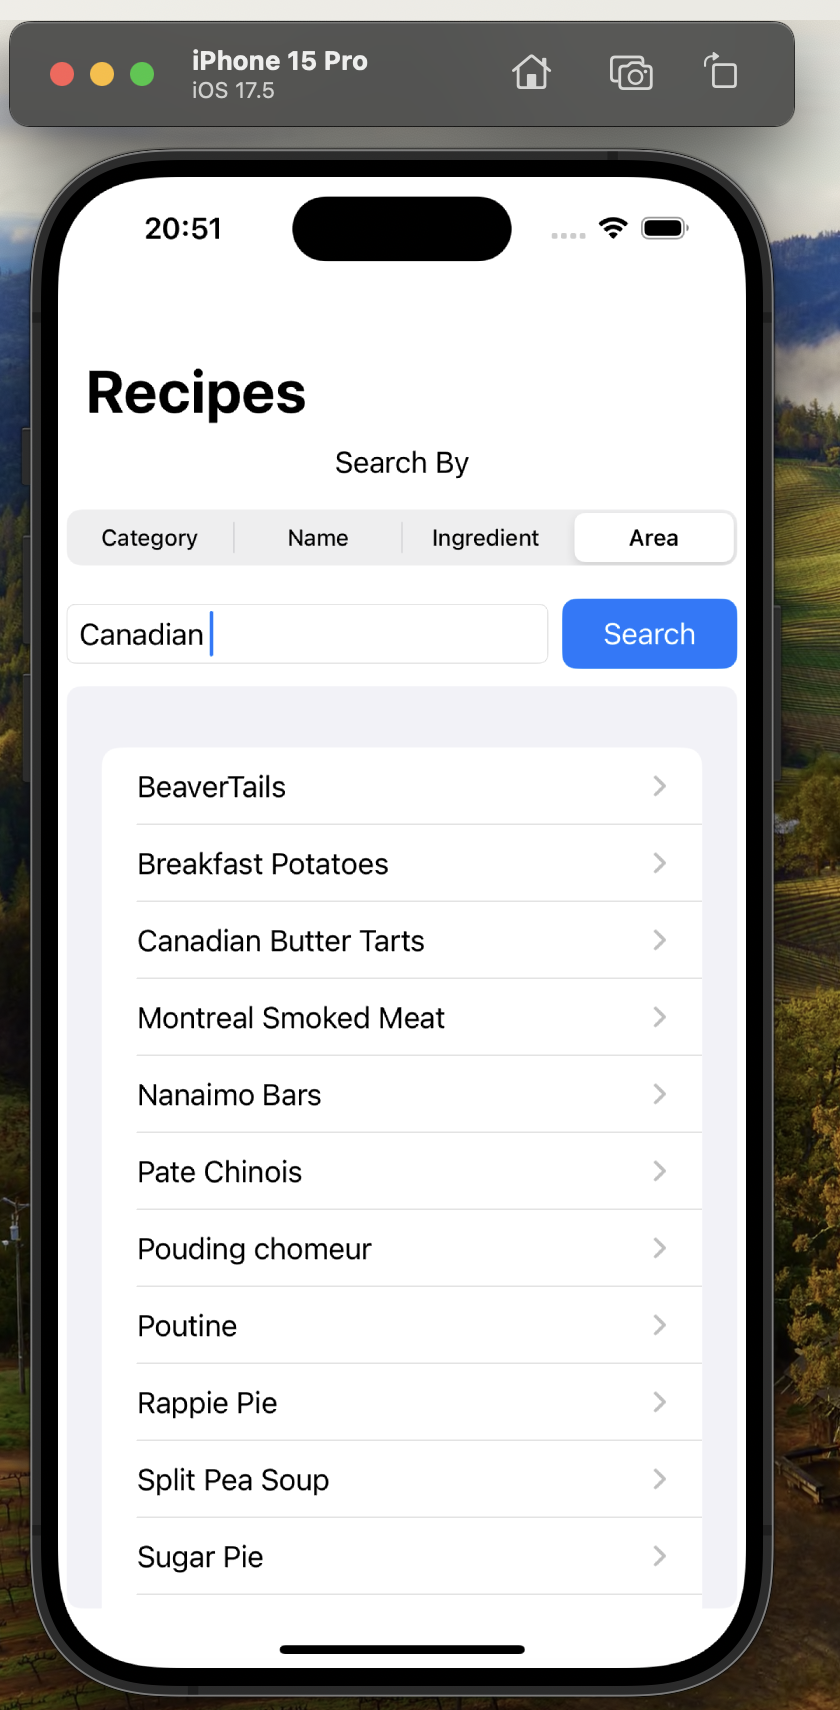 iPhone 15 Pro
iOS 17.5
20:51
Recipes
Search By
Category Name Ingredient Area
Canadian Search
BeaverTails
Breakfast Potatoes
Canadian Butter Tarts
Montreal Smoked Meat
Nanaimo Bars
Pate Chinois
Pouding chomeur
Poutine
Rappie Pie
Split Pea Soup
Sugar Pie